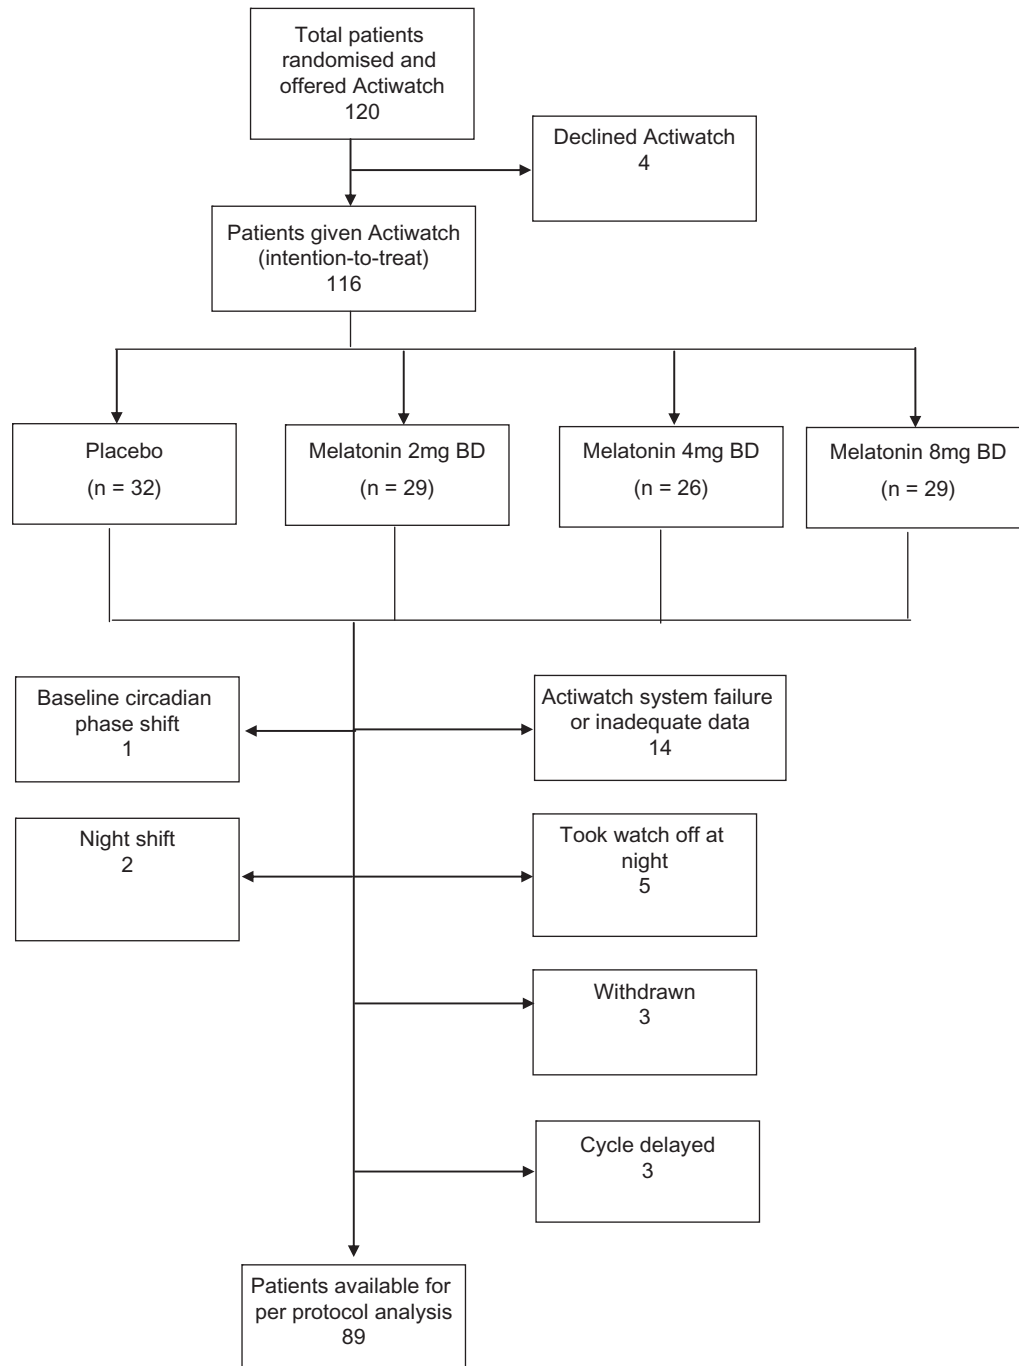 Total patients
randomised and
offered Actiwatch
120
Declined Actiwatch
4
Patients given Actiwatch
(intention-to-treat)
116
Placebo
(n = 32)
Melatonin 2mg BD
(n = 29)
Melatonin 4mg BD
(n = 26)
Melatonin 8mg BD
(n = 29)
Baseline circadian
phase shift
1
Actiwatch system failure
or inadequate data
14
Night shift
2
Took watch off at
night
5
Withdrawn
3
Cycle delayed
3
Patients available for
per protocol analysis
89